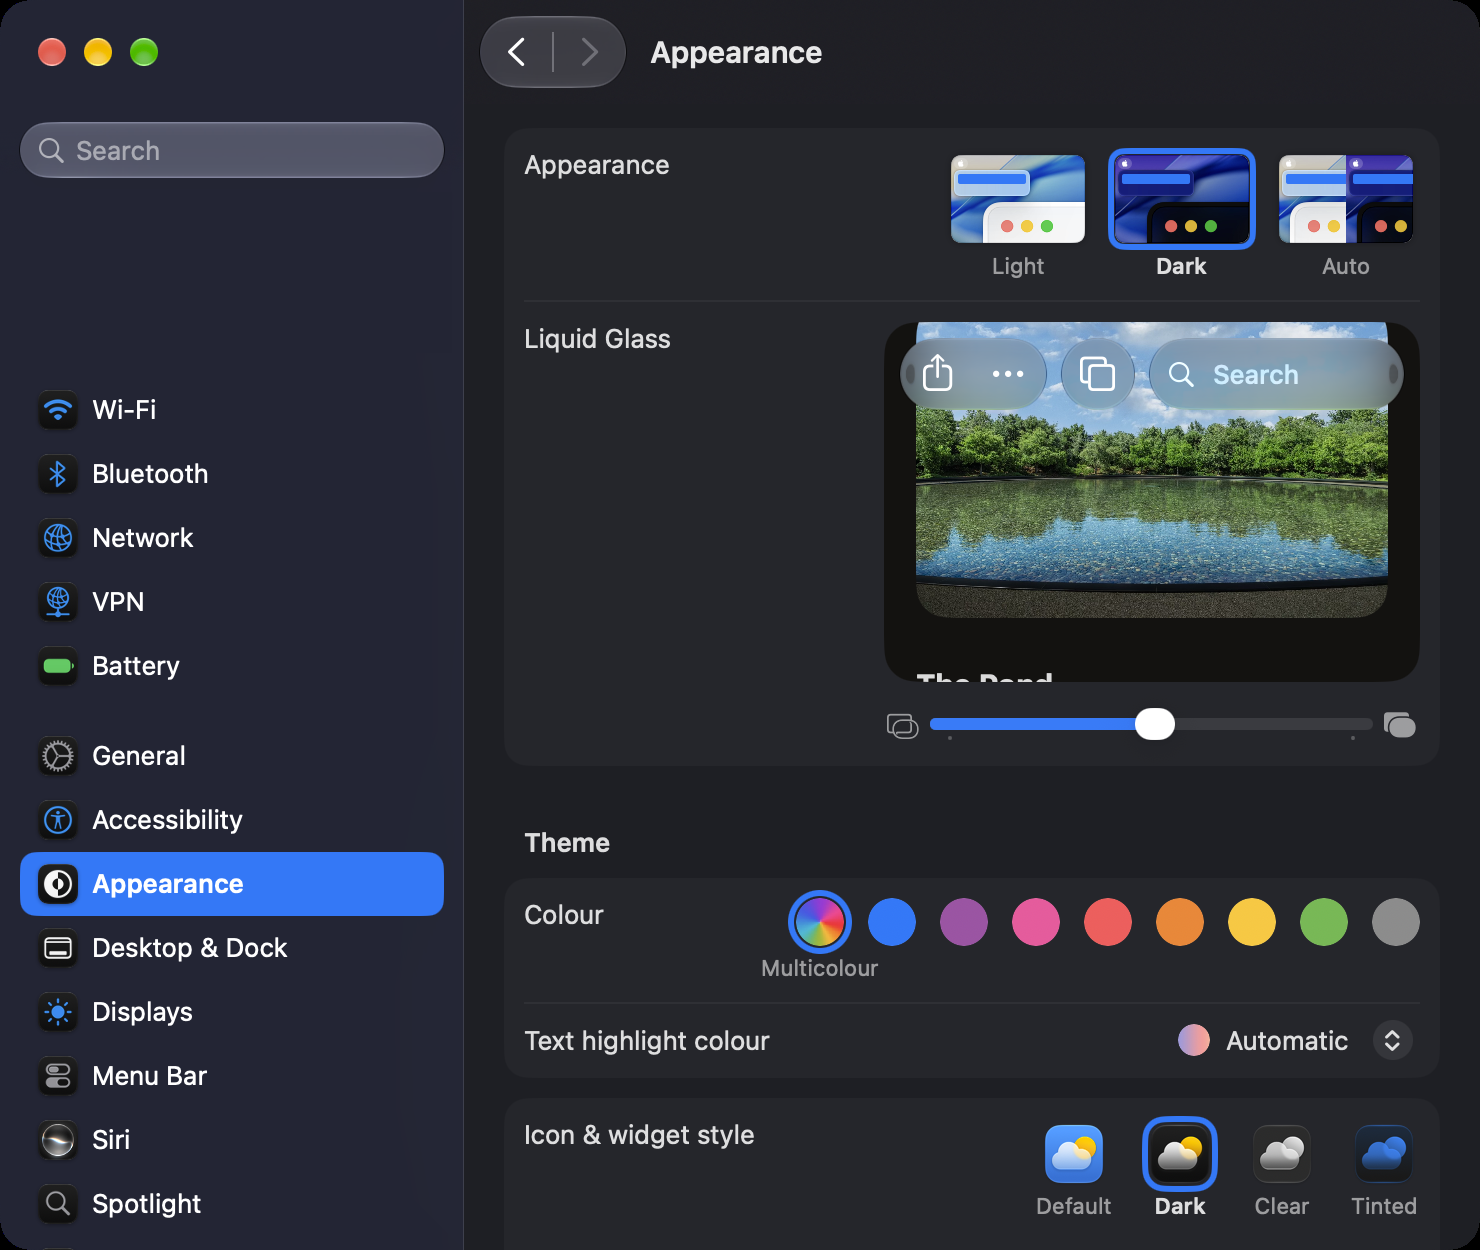 Search
Wi-Fi
Bluetooth
Network
VPN
Battery
General
Accessibility
Appearance
Desktop & Dock
Displays
Menu Bar
Siri
Spotlight
Appearance
Appearance
Light
Dark
Auto
Liquid Glass
Search
The Pond
Theme
Colour
Multicolour
Text highlight colour
Automatic
Icon & widget style
Default
Dark
Clear
Tinted